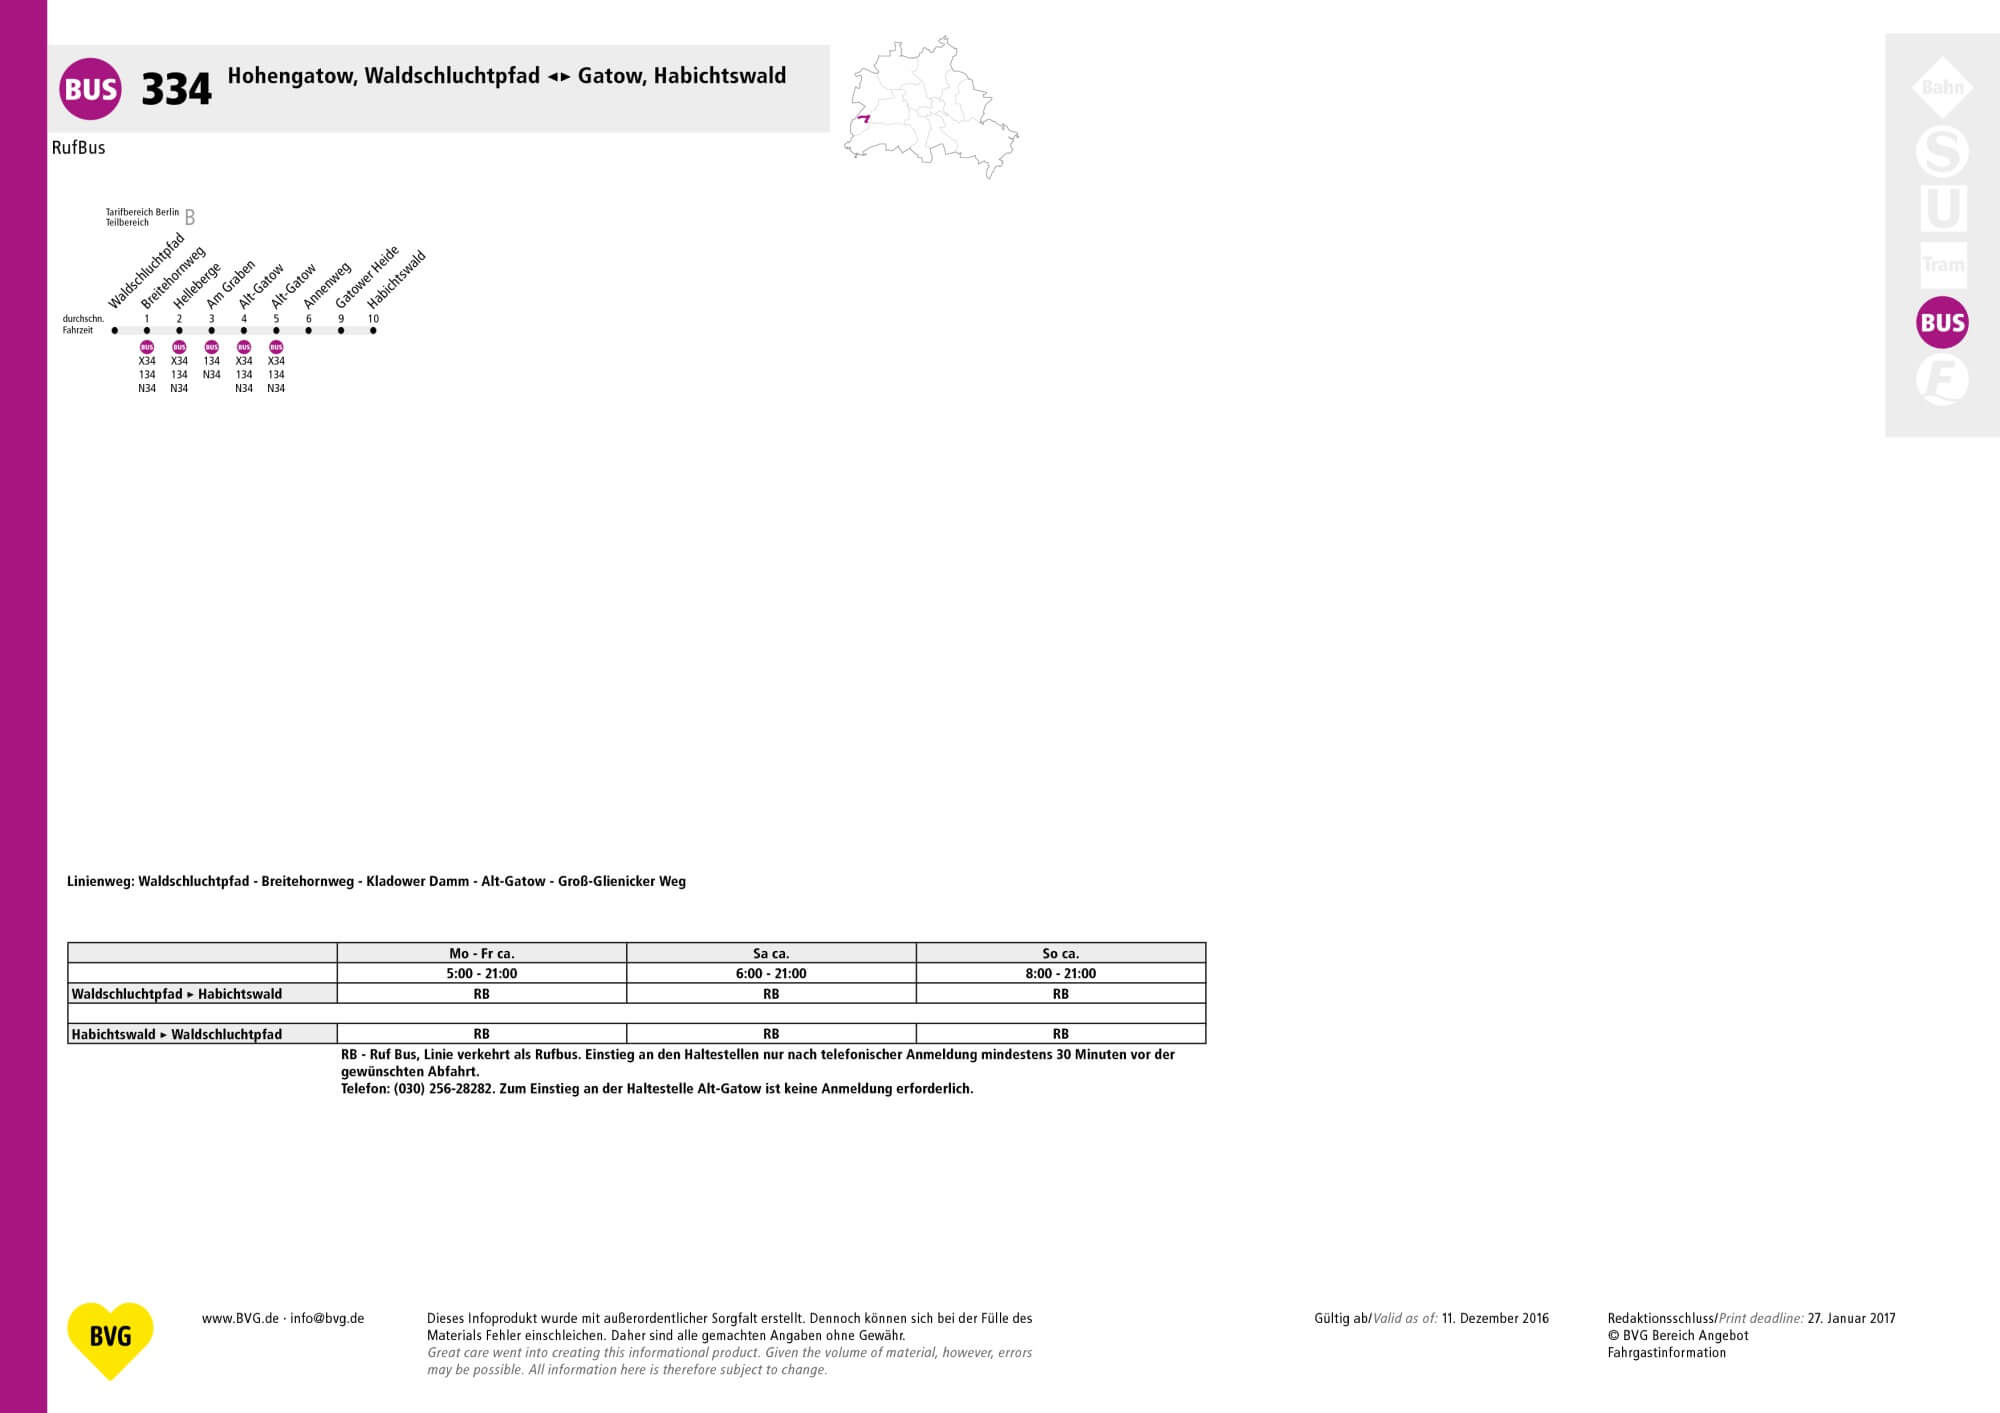 BUS 334 Hohengatow, Waldschluchtpfad ◄► Gatow, Habichtswald
RufBus
Bahn
S
U
Tram
BUS
F
Tarifbereich Berlin
Teilbereich B
Waldschluchtpfad
Breitehornweg
Helleberge
Am Graben
Alt-Gatow
Alt-Gatow
Annenweg
Gatower Heide
Habichtswald
durchschn. 1 2 3 4 5 6 9 10
Fahrzeit
BUS BUS BUS BUS BUS
X34 X34 134 X34 X34
134 134 N34 134 134
N34 N34 N34 N34
Linienweg: Waldschluchtpfad - Breitehornweg - Kladower Damm - Alt-Gatow - Groß-Glienicker Weg
Mo - Fr ca. Sa ca. So ca.
5:00 - 21:00 6:00 - 21:00 8:00 - 21:00
Waldschluchtpfad ► Habichtswald RB RB RB
Habichtswald ► Waldschluchtpfad RB RB RB
RB - Ruf Bus, Linie verkehrt als Rufbus. Einstieg an den Haltestellen nur nach telefonischer Anmeldung mindestens 30 Minuten vor der
gewünschten Abfahrt.
Telefon: (030) 256-28282. Zum Einstieg an der Haltestelle Alt-Gatow ist keine Anmeldung erforderlich.
BVG
www.BVG.de · info@bvg.de
Dieses Infoprodukt wurde mit außerordentlicher Sorgfalt erstellt. Dennoch können sich bei der Fülle des
Materials Fehler einschleichen. Daher sind alle gemachten Angaben ohne Gewähr.
Great care went into creating this informational product. Given the volume of material, however, errors
may be possible. All information here is therefore subject to change.
Gültig ab/Valid as of: 11. Dezember 2016
Redaktionsschluss/Print deadline: 27. Januar 2017
© BVG Bereich Angebot
Fahrgastinformation